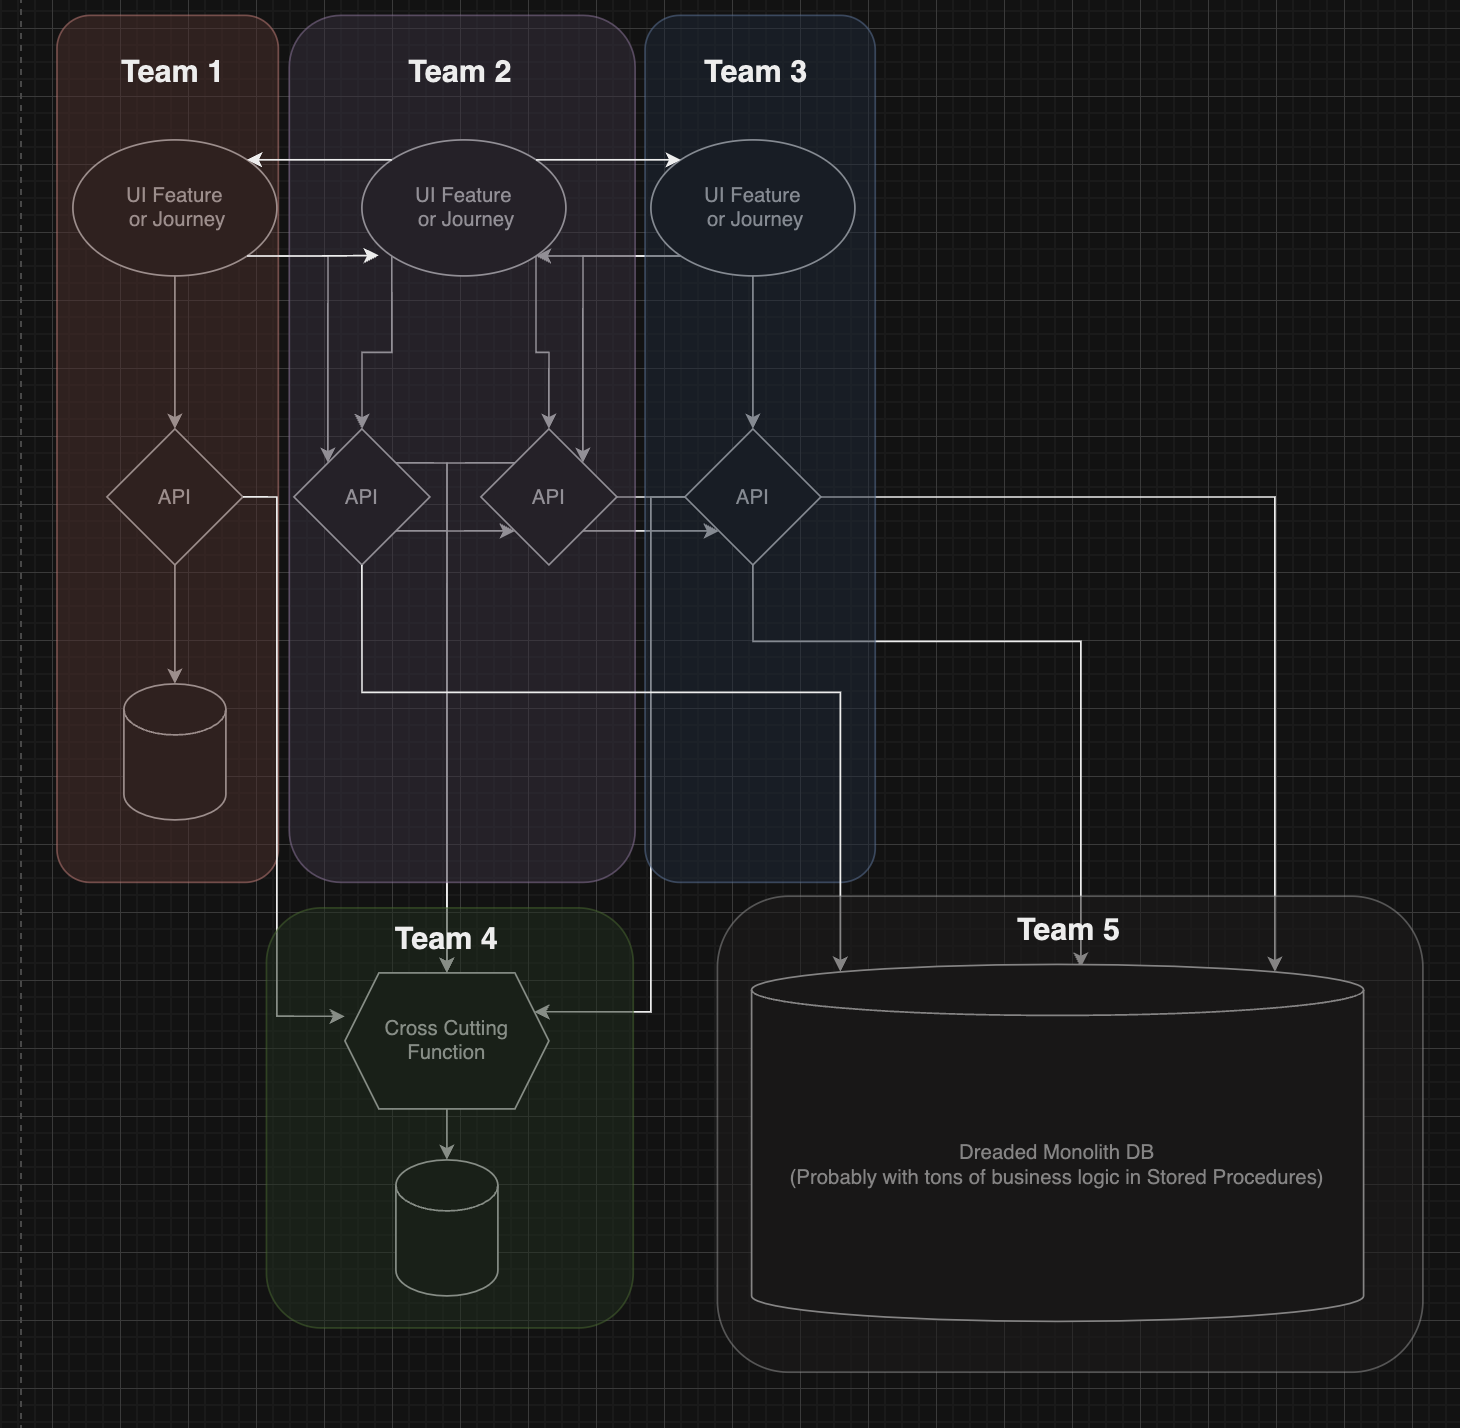 Team 1
Team 2
Team 3
UI Feature
or Journey
UI Feature
or Journey
UI Feature
or Journey
API
API
API
API
Team 4
Team 5
Cross Cutting
Function
Dreaded Monolith DB
(Probably with tons of business logic in Stored Procedures)